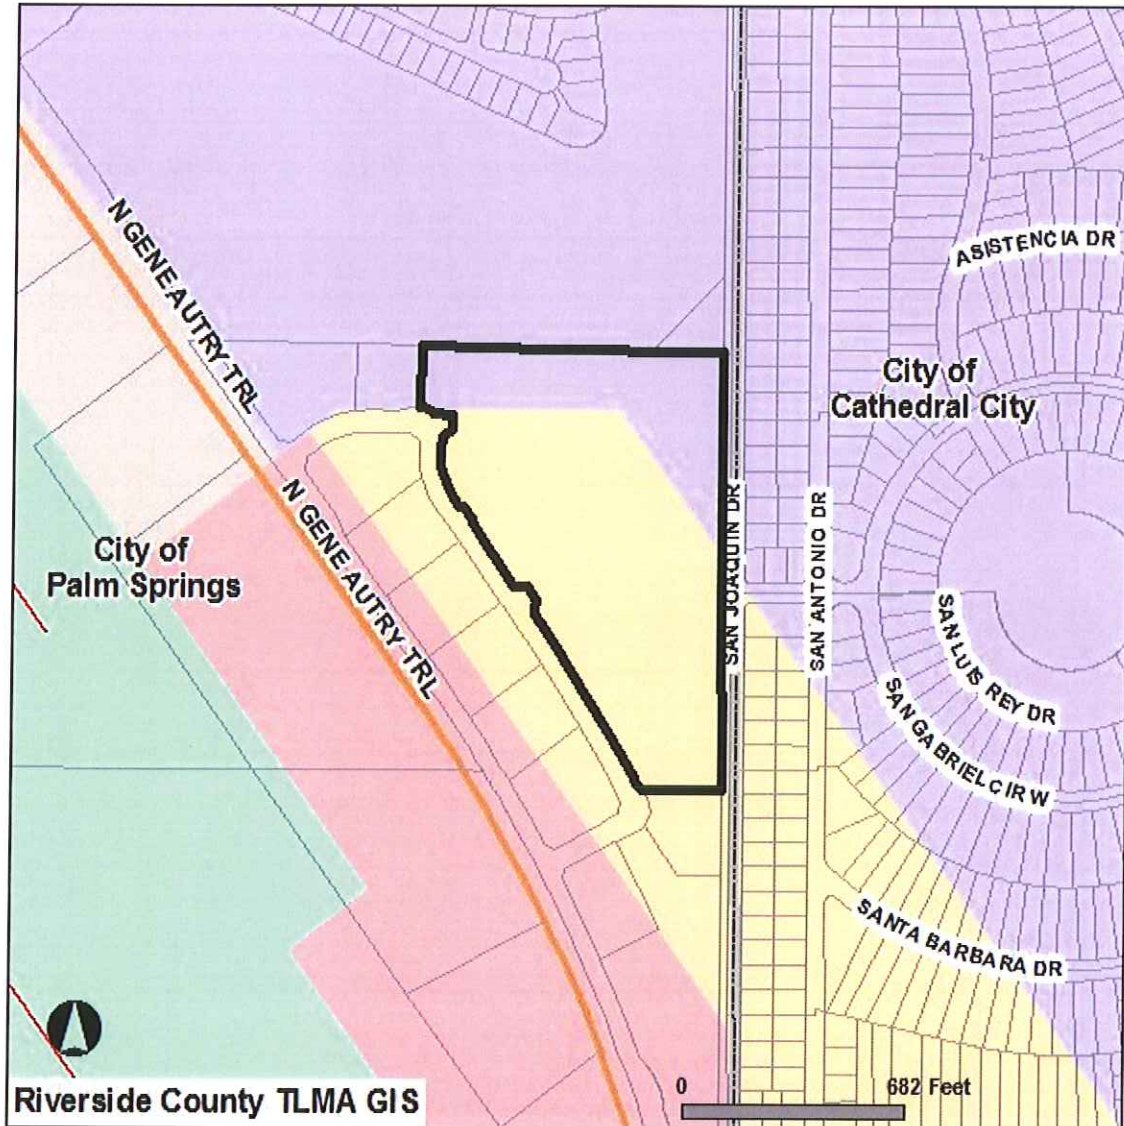 N GENE AUTRY TRL
ASISTENCIA DR
City of
Cathedral City
N GENE AUTRY TRL
City of
Palm Springs
SAN JOAQUIN DR
SAN ANTONIO DR
SAN LUIS REY DR
SAN GABRIEL CIR W
SANTA BARBARA DR
0 682 Feet
Riverside County TLMA GIS